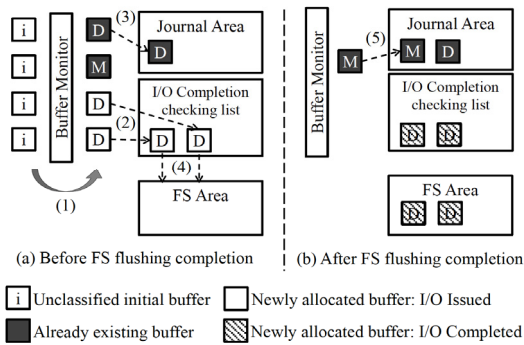 i
i
i
i
Buffer Monitor
D
M
D
D
(1)
(2)
(3)
(4)
Journal Area
D
I/O Completion
checking list
D D
FS Area
(a) Before FS flushing completion
Buffer Monitor
M
(5)
Journal Area
M D
I/O Completion
checking list
D D
FS Area
D D
(b) After FS flushing completion
i Unclassified initial buffer
Newly allocated buffer: I/O Issued
Already existing buffer
Newly allocated buffer: I/O Completed